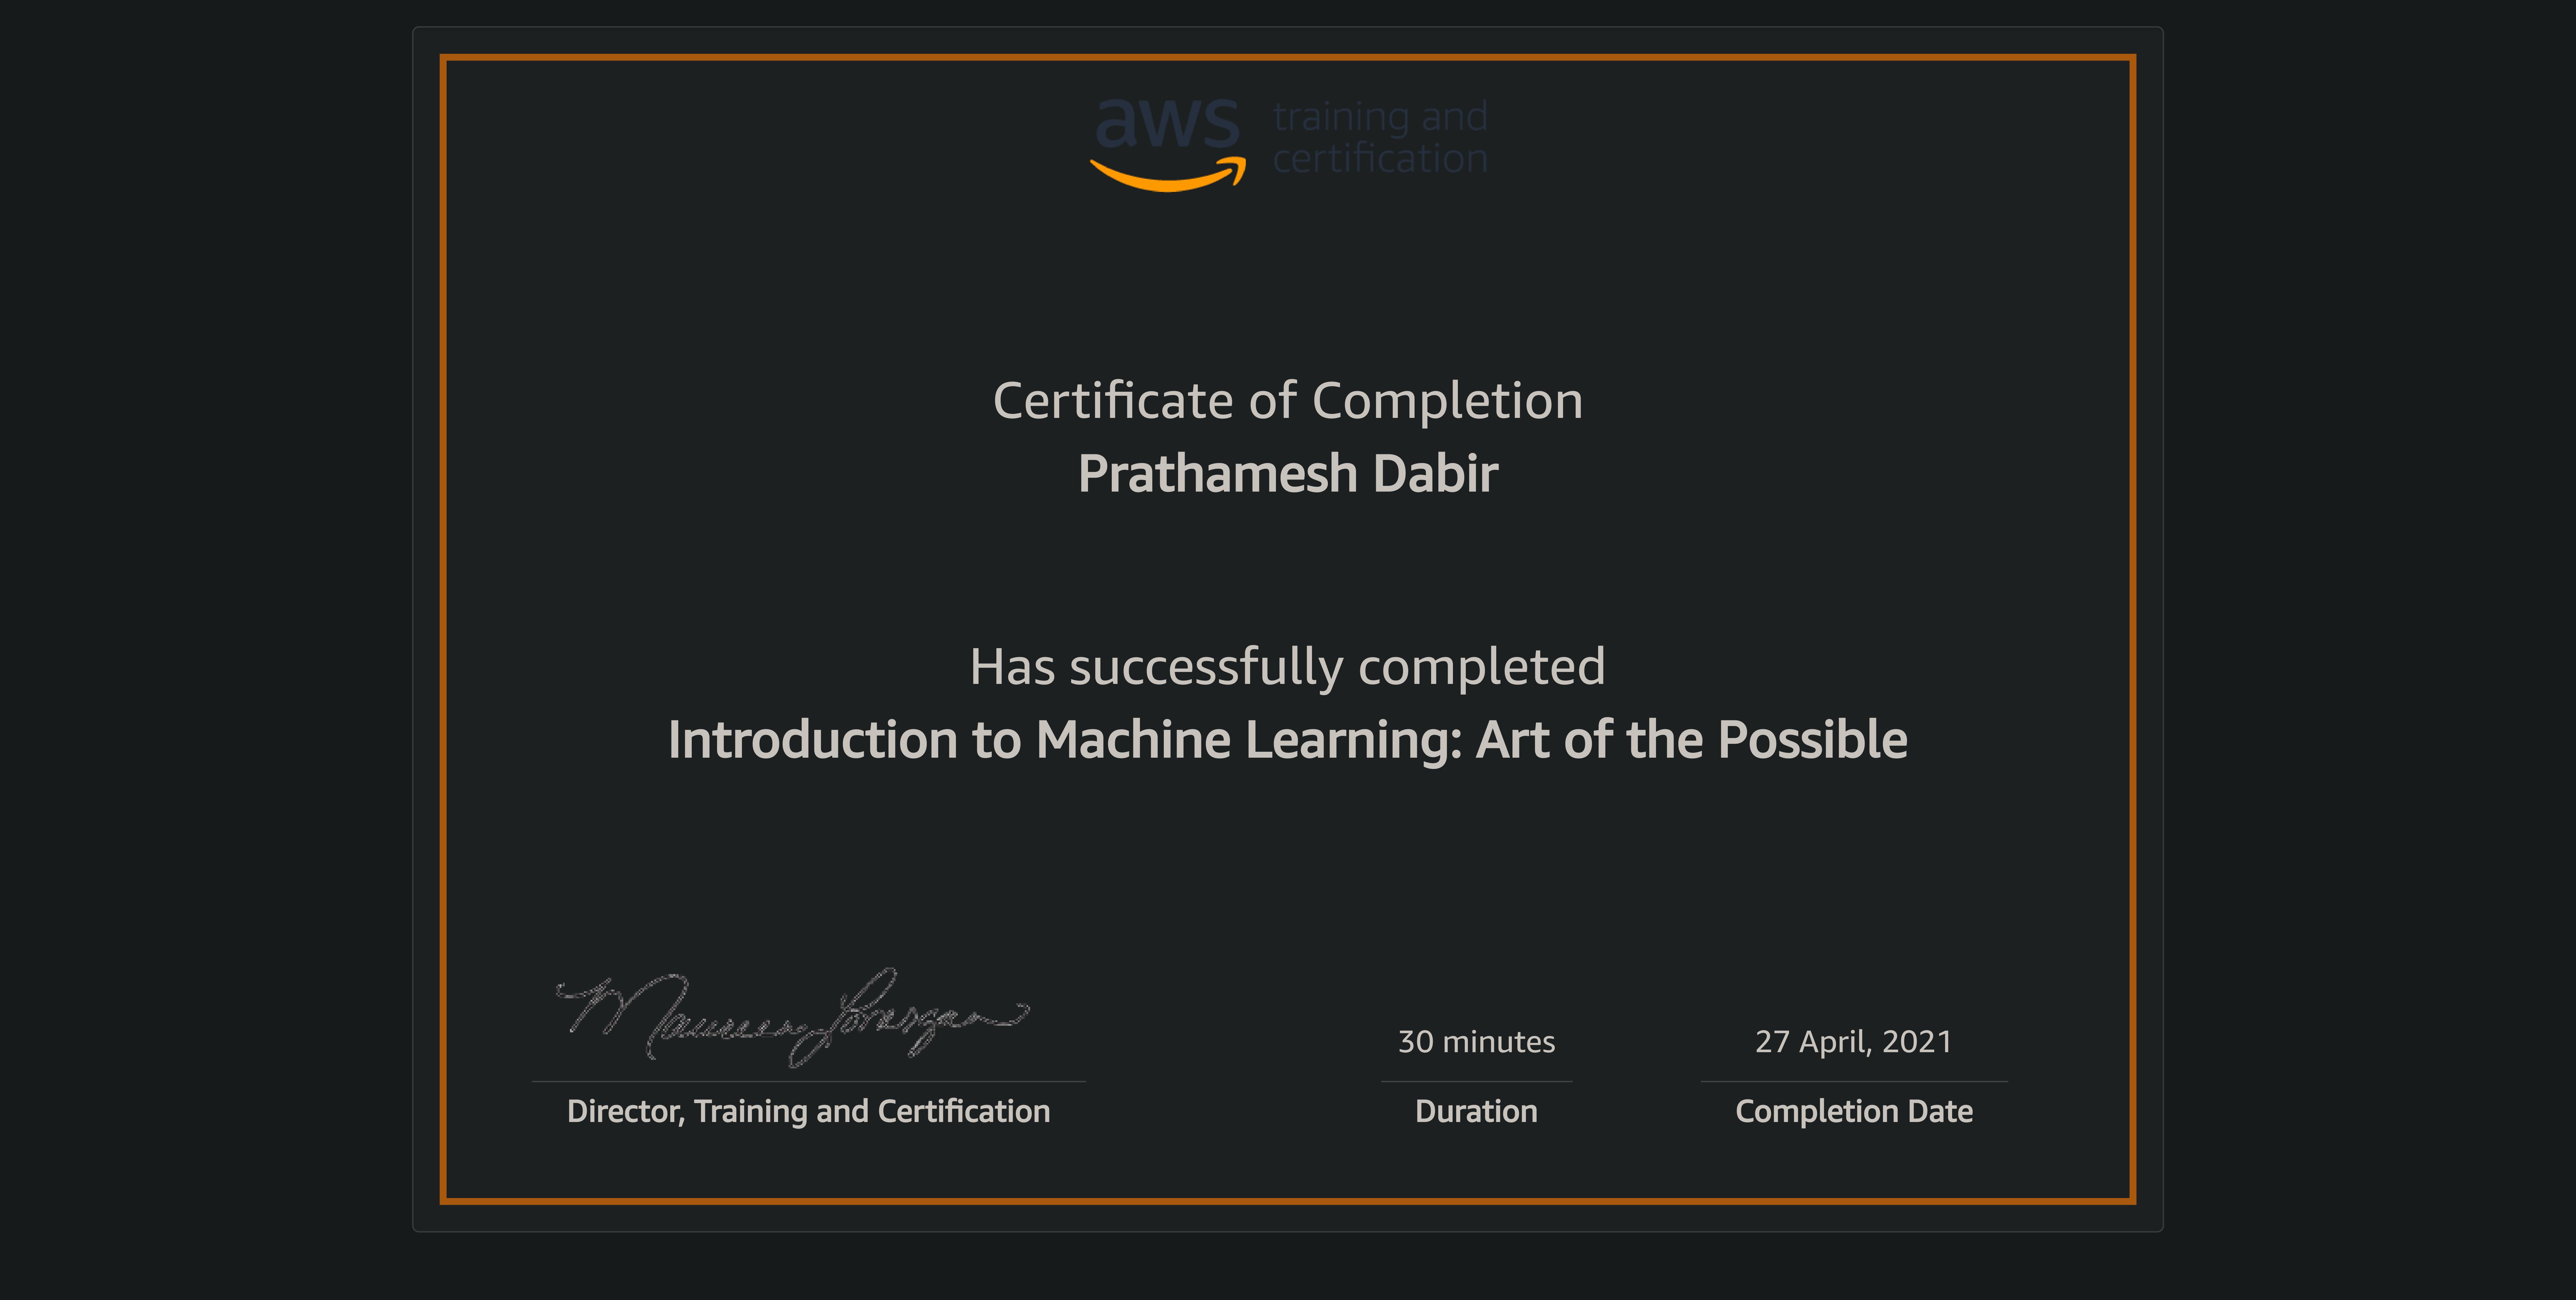 aws training and
certification
Certificate of Completion
Prathamesh Dabir
Has successfully completed
Introduction to Machine Learning: Art of the Possible
Maureen Lonergan
30 minutes
27 April, 2021
Director, Training and Certification
Duration
Completion Date